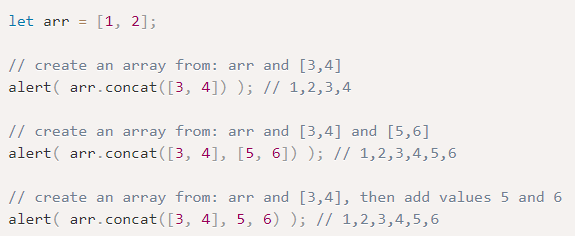 let arr = [1, 2];
// create an array from: arr and [3,4]
alert( arr.concat([3, 4]) ); // 1,2,3,4
// create an array from: arr and [3,4] and [5,6]
alert( arr.concat([3, 4], [5, 6]) ); // 1,2,3,4,5,6
// create an array from: arr and [3,4], then add values 5 and 6
alert( arr.concat([3, 4], 5, 6) ); // 1,2,3,4,5,6